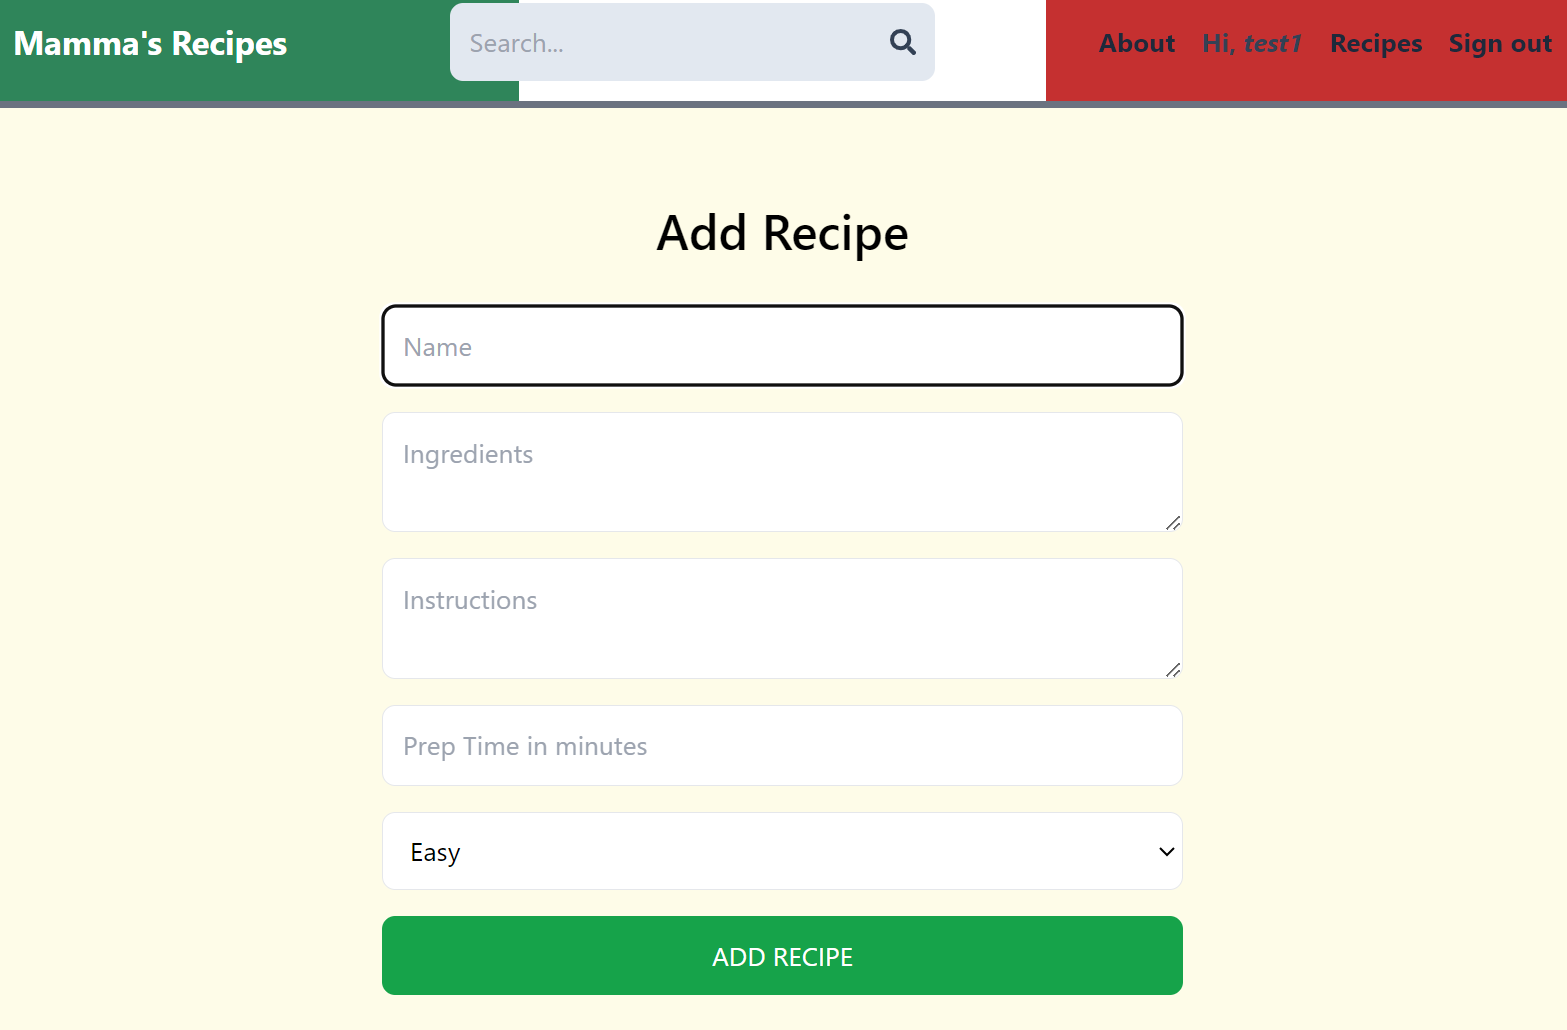 Mamma's Recipes
Search...
About Hi, test1 Recipes Sign out
Add Recipe
Name
Ingredients
Instructions
Prep Time in minutes
Easy
ADD RECIPE